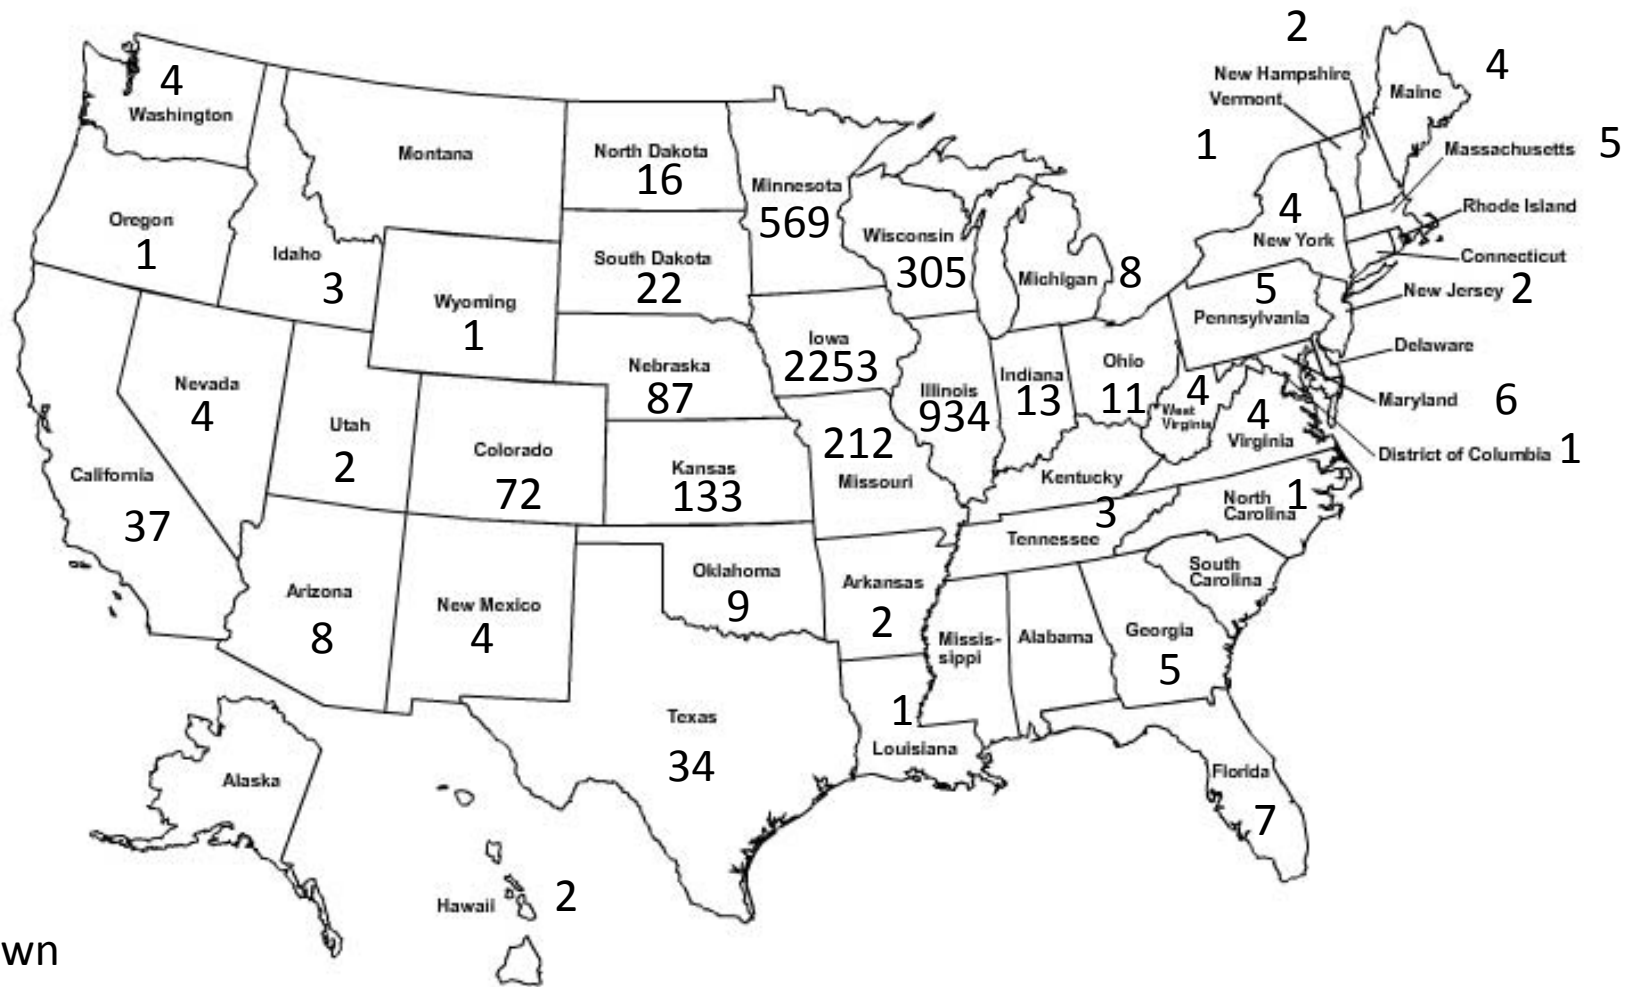 2
4
New Hampshire
Vermont
Maine
1
Massachusetts 5
4
Washington
Montana
North Dakota
16
Minnesota
569
Oregon
1
Idaho
3
Wisconsin
305
4
New York
Rhode Island
Connecticut
South Dakota
22
Michigan 8
5
Pennsylvania
New Jersey 2
Wyoming
1
Iowa
2253
Delaware
Nevada
4
Nebraska
87
Illinois
934
Indiana
13
Ohio
11
4
West
Virginia
4
Virginia
Maryland 6
District of Columbia 1
Utah
2
Colorado
72
Kansas
133
212
Missouri
California
37
Kentucky
3
Tennessee
North
Carolina 1
Arizona
8
New Mexico
4
Oklahoma
9
Arkansas
2
South
Carolina
Missis-
sippi
Alabama
Georgia
5
Texas
34
1
Louisiana
Alaska
Florida
7
Hawaii 2
wn